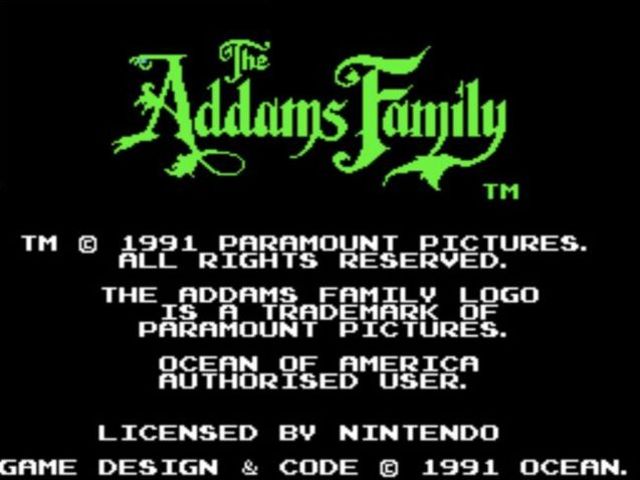 The
Addams Family
TM
TM © 1991 PARAMOUNT PICTURES.
ALL RIGHTS RESERVED.
THE ADDAMS FAMILY LOGO
IS A TRADEMARK OF
PARAMOUNT PICTURES.
OCEAN OF AMERICA
AUTHORISED USER.
LICENSED BY NINTENDO
GAME DESIGN & CODE © 1991 OCEAN.